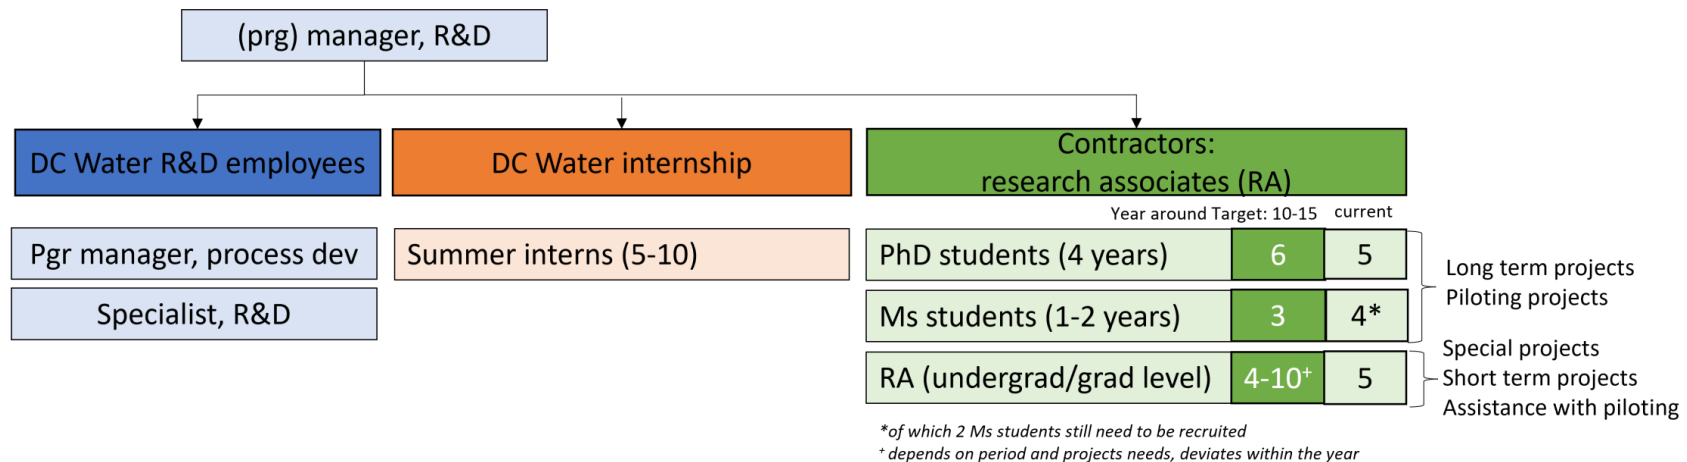 (prg) manager, R&D
DC Water R&D employees
DC Water internship
Contractors:
research associates (RA)
Year around Target: 10-15
current
Pgr manager, process dev
Summer interns (5-10)
PhD students (4 years)
6
5
Long term projects
Piloting projects
Specialist, R&D
Ms students (1-2 years)
3
4*
RA (undergrad/grad level)
4-10⁺
5
Special projects
Short term projects
Assistance with piloting
*of which 2 Ms students still need to be recruited
⁺ depends on period and projects needs, deviates within the year